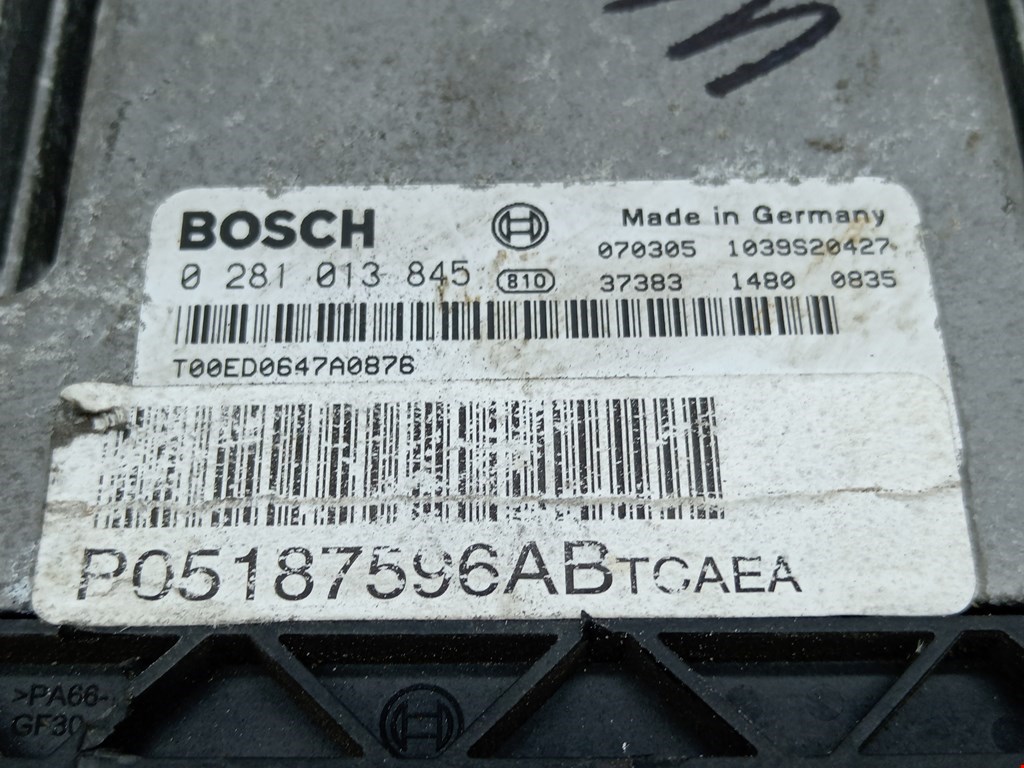 BOSCH
Made in Germany
070305 1039S20427
0 281 013 845 810 37383 1480 0835
T00ED0647A0876
P05187596AB TCAEA
>PA66-
GF30